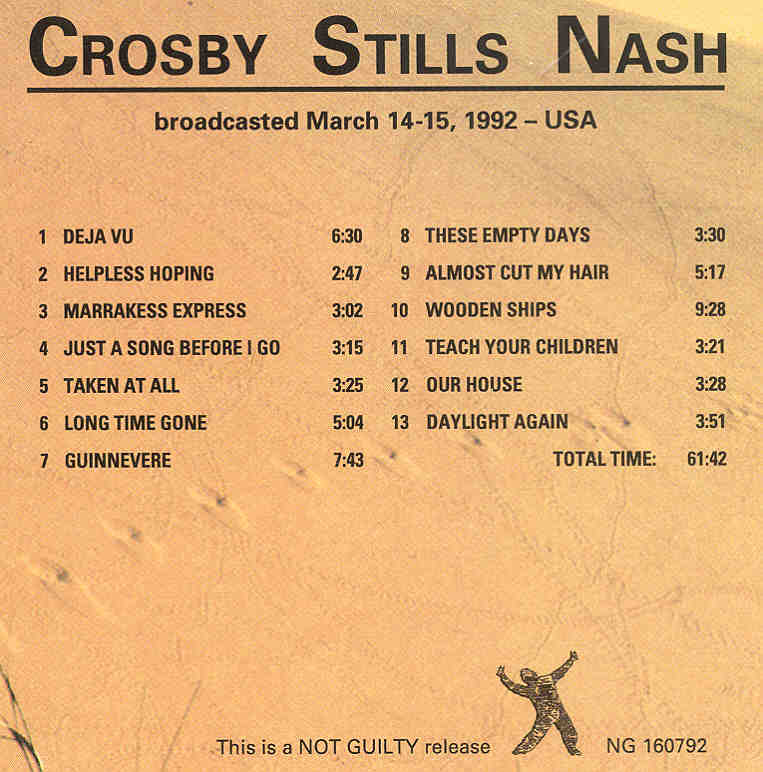 CROSBY STILLS NASH
broadcasted March 14-15, 1992 – USA
1 DEJA VU 6:30
2 HELPLESS HOPING 2:47
3 MARRAKESS EXPRESS 3:02
4 JUST A SONG BEFORE I GO 3:15
5 TAKEN AT ALL 3:25
6 LONG TIME GONE 5:04
7 GUINNEVERE 7:43
8 THESE EMPTY DAYS 3:30
9 ALMOST CUT MY HAIR 5:17
10 WOODEN SHIPS 9:28
11 TEACH YOUR CHILDREN 3:21
12 OUR HOUSE 3:28
13 DAYLIGHT AGAIN 3:51
TOTAL TIME: 61:42
This is a NOT GUILTY release
NG 160792